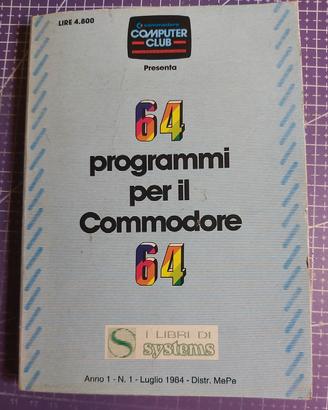 LIRE 4.800
commodore
COMPUTER
CLUB
Presenta
64
programmi
per il
Commodore
64
S I LIBRI DI
systems
Anno 1 - N. 1 - Luglio 1984 - Distr. MePe